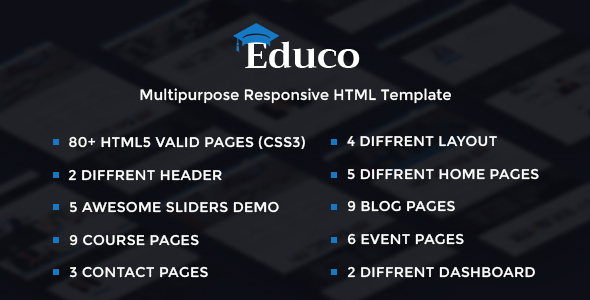 Educo
Multipurpose Responsive HTML Template
80+ HTML5 VALID PAGES (CSS3)
2 DIFFRENT HEADER
5 AWESOME SLIDERS DEMO
9 COURSE PAGES
3 CONTACT PAGES
4 DIFFRENT LAYOUT
5 DIFFRENT HOME PAGES
9 BLOG PAGES
6 EVENT PAGES
2 DIFFRENT DASHBOARD